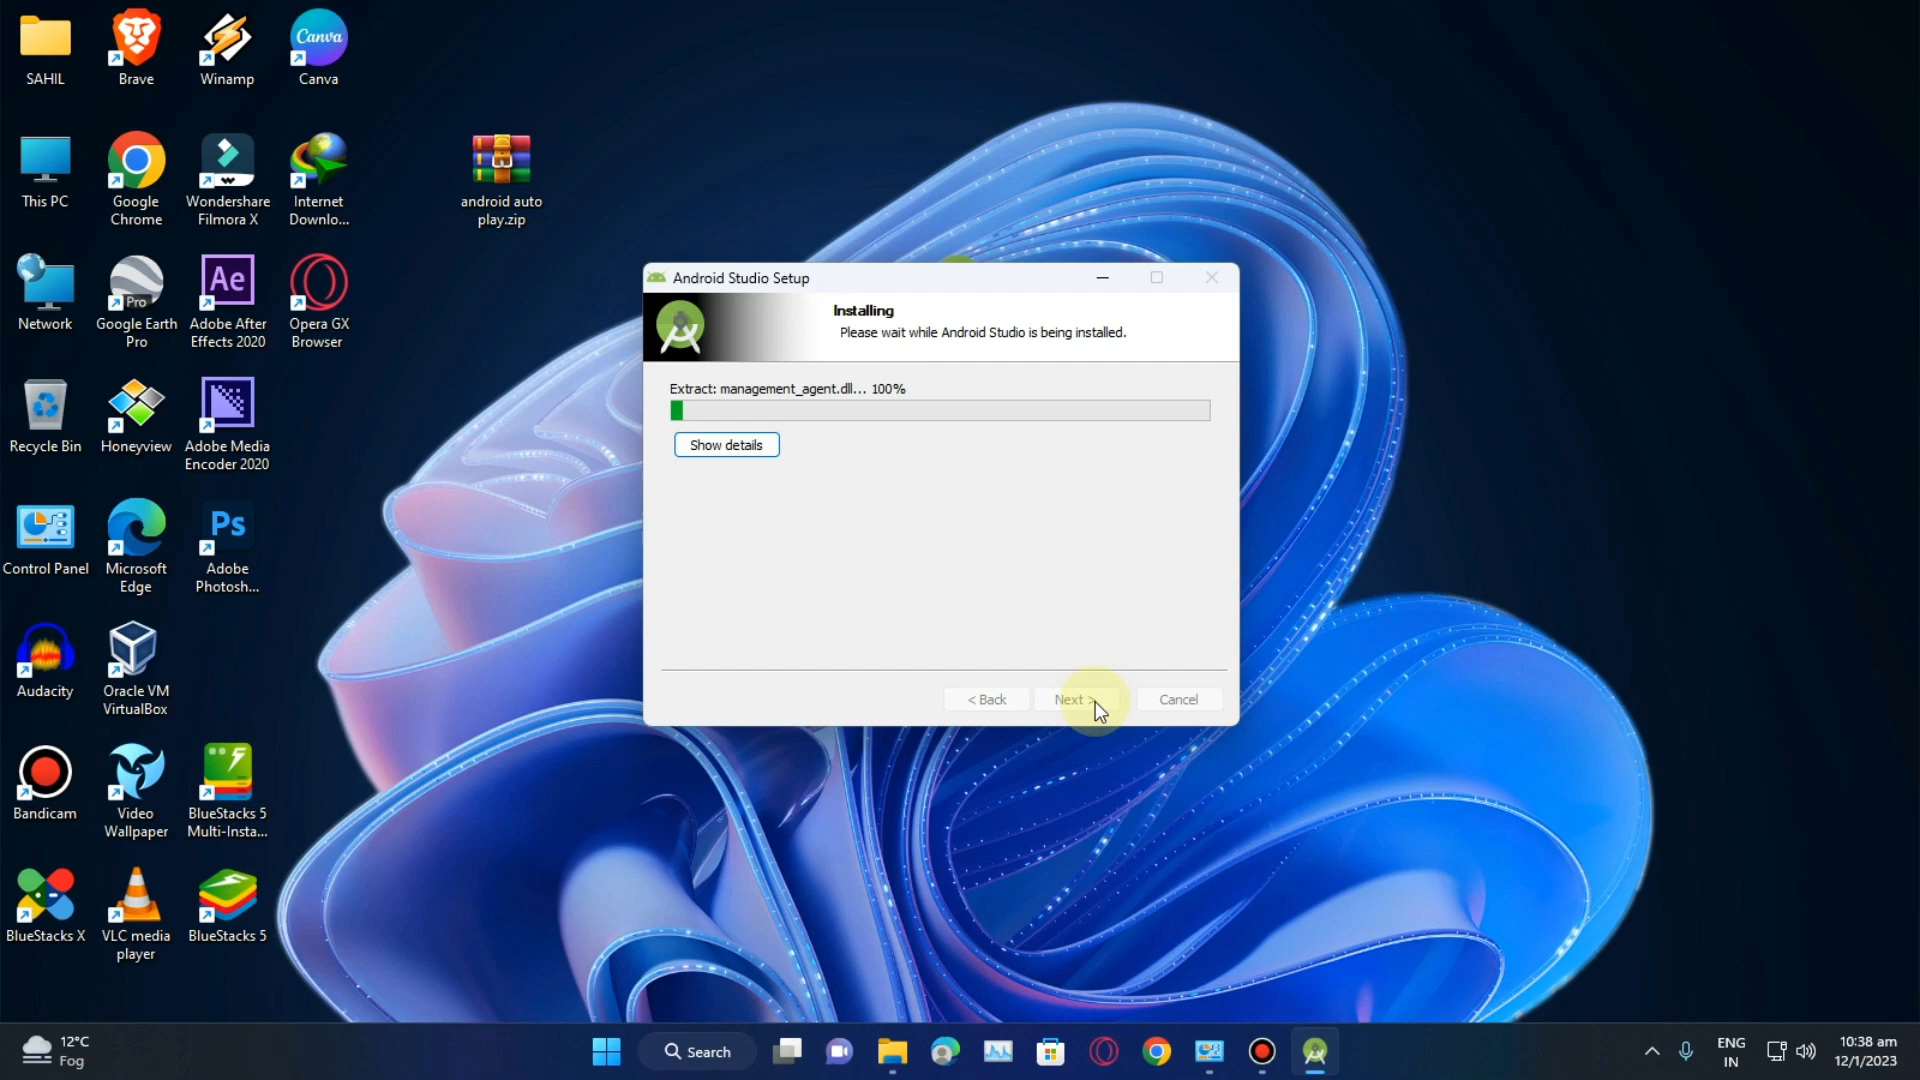 SAHIL
Brave
Winamp
Canva
Canva
This PC
Google
Chrome
Wondershare
Filmora X
Internet
Downlo...
android auto
play.zip
Network
Pro
Google Earth
Pro
Ae
Adobe After
Effects 2020
Opera GX
Browser
Recycle Bin
Honeyview
Adobe Media
Encoder 2020
Control Panel
Microsoft
Edge
Ps
Adobe
Photosh...
Audacity
Oracle VM
VirtualBox
Bandicam
Video
Wallpaper
BlueStacks 5
Multi-Insta...
BlueStacks X
VLC media
player
BlueStacks 5
Android Studio Setup
Installing
Please wait while Android Studio is being installed.
Extract: management_agent.dll... 100%
Show details
< Back
Next >
Cancel
12°C
Fog
Search
ENG
IN
10:38 am
12/1/2023